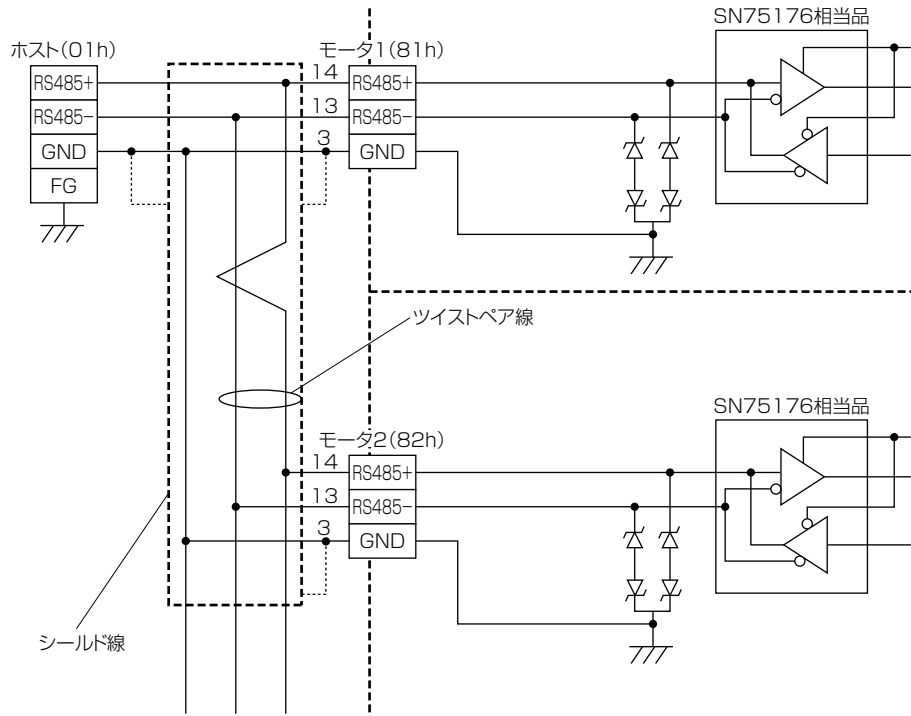 SN75176相当品
ホスト(01h)
モータ1(81h)
RS485+
14
RS485+
RS485−
13
RS485−
GND
3
GND
FG
ツイストペア線
SN75176相当品
モータ2(82h)
14
RS485+
13
RS485−
3
GND
シールド線